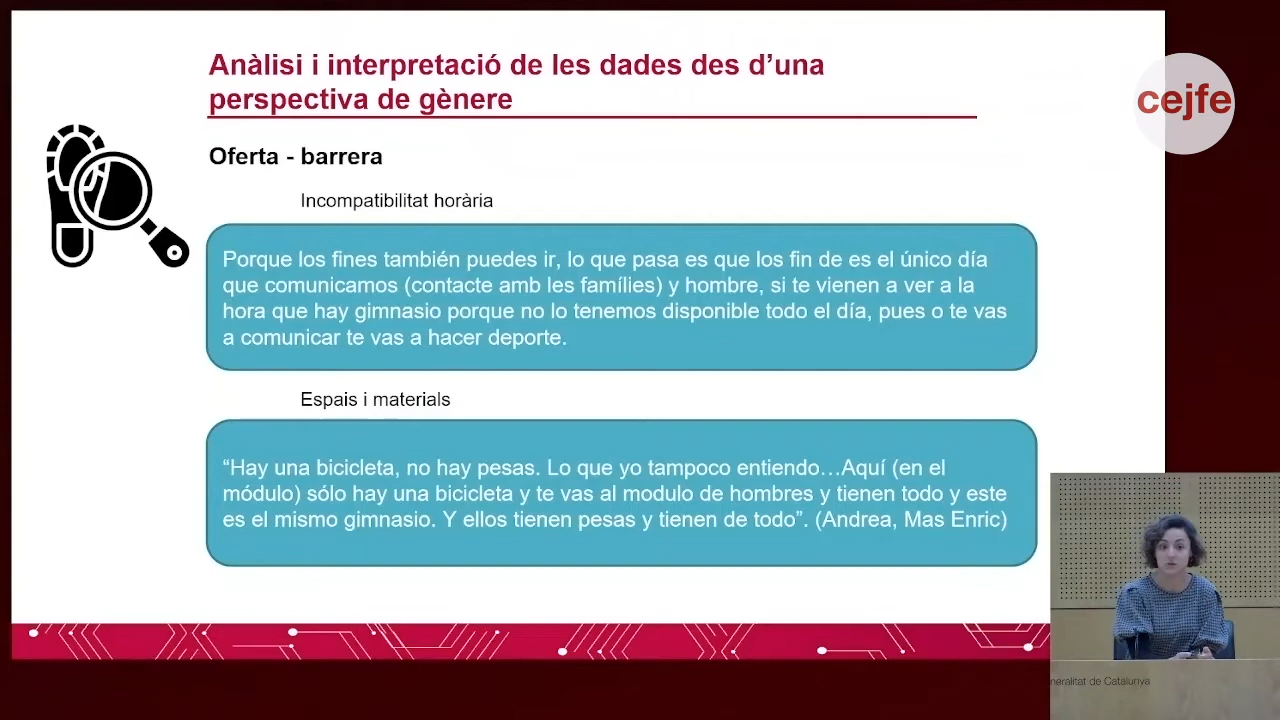 Anàlisi i interpretació de les dades des d’una
perspectiva de gènere
cejfe
Oferta - barrera
Incompatibilitat horària
Porque los fines también puedes ir, lo que pasa es que los fin de es el único día
que comunicamos (contacte amb les famílies) y hombre, si te vienen a ver a la
hora que hay gimnasio porque no lo tenemos disponible todo el día, pues o te vas
a comunicar te vas a hacer deporte.
Espais i materials
“Hay una bicicleta, no hay pesas. Lo que yo tampoco entiendo…Aquí (en el
módulo) sólo hay una bicicleta y te vas al modulo de hombres y tienen todo y este
es el mismo gimnasio. Y ellos tienen pesas y tienen de todo”. (Andrea, Mas Enric)
neralitat de Catalunya